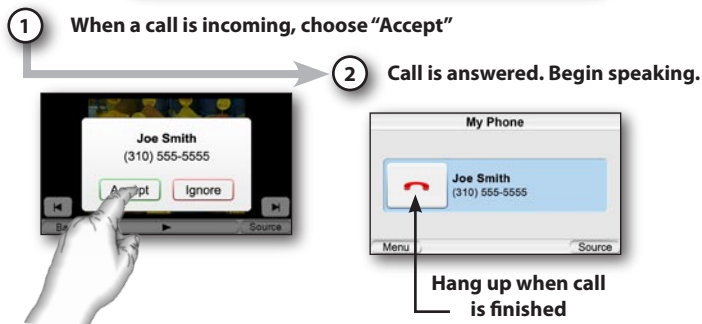 1 When a call is incoming, choose “Accept”
2 Call is answered. Begin speaking.
Joe Smith
(310) 555-5555
Ignore
Source
My Phone
Joe Smith
(310) 555-5555
Menu
Source
Hang up when call
is finished